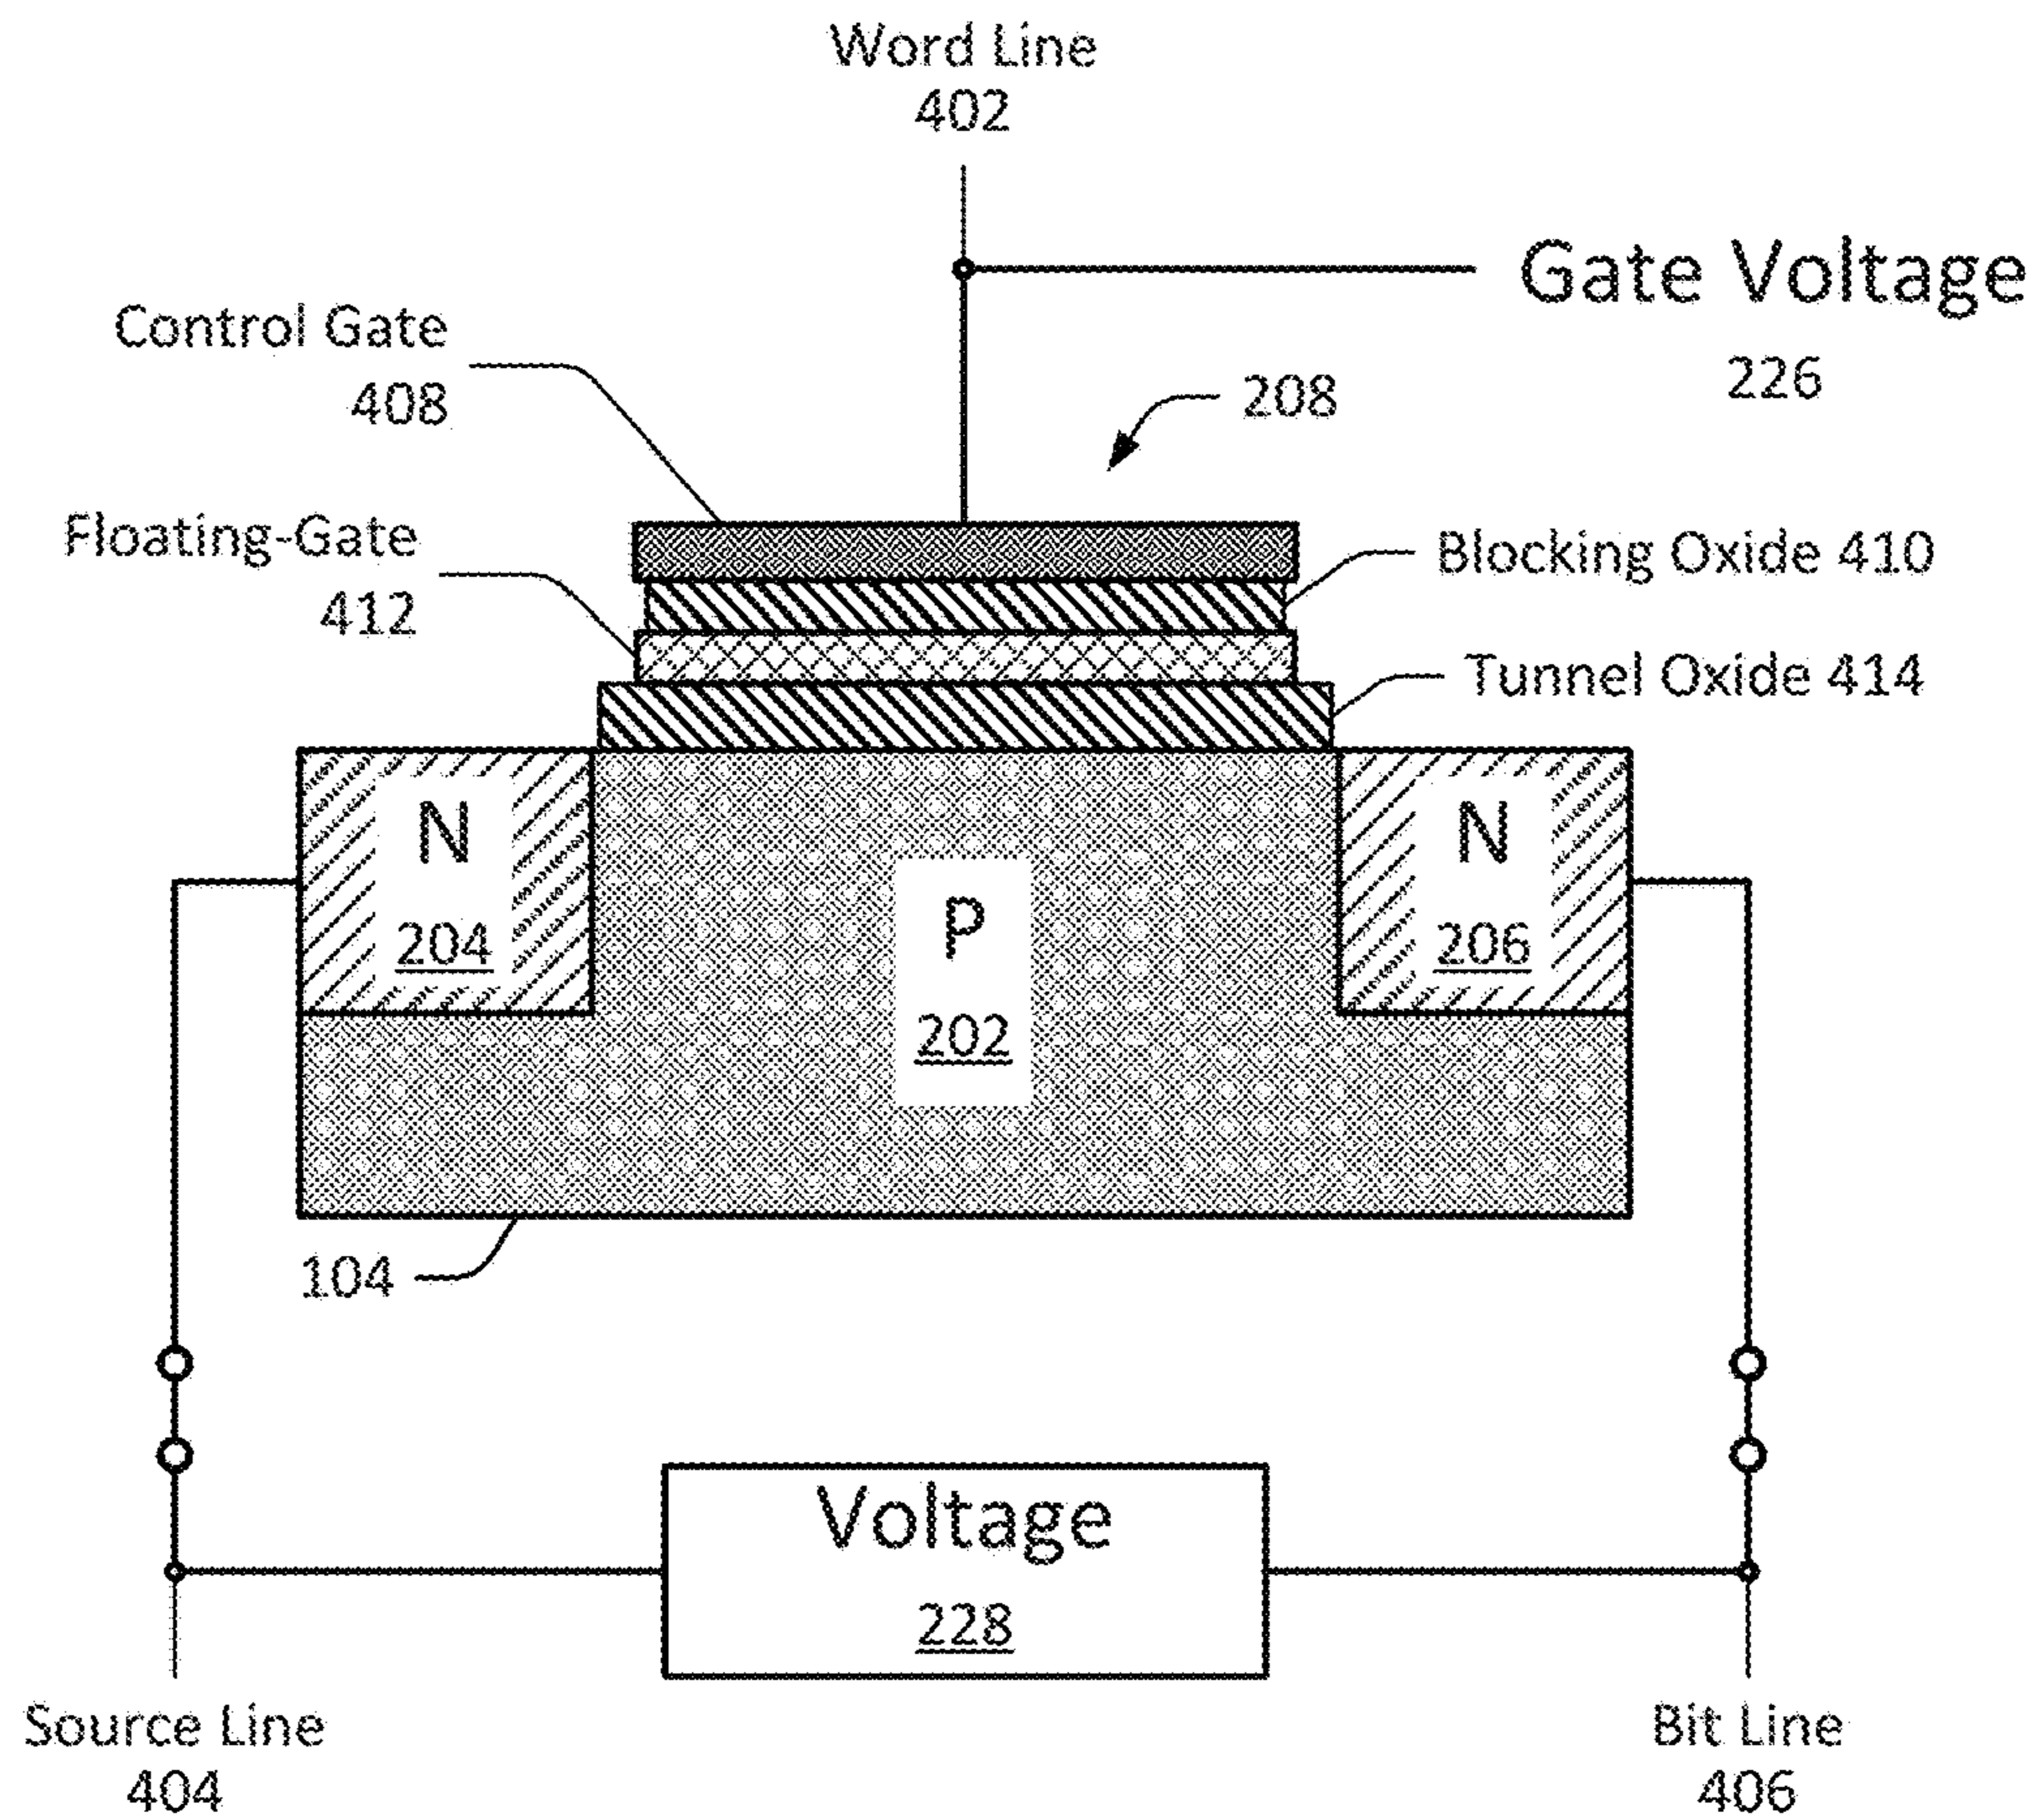 Word Line
402
Gate Voltage
226
Control Gate
408
208
Floating-Gate
412
Blocking Oxide 410
Tunnel Oxide 414
N
204
P
202
N
206
104
Voltage
228
Source Line
404
Bit Line
406